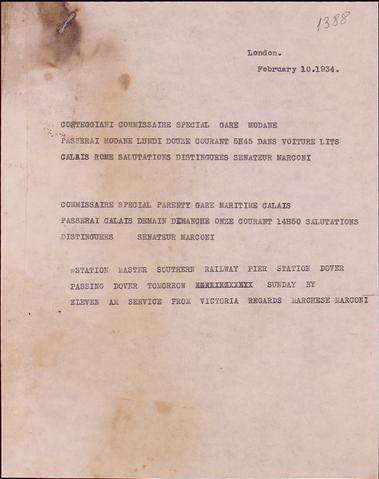 1388
London.
February 10.1934.
COSTEGGIANI COMMISSAIRE SPECIAL GARE MODANE
PASSERAI MODANE LUNDI DOUZE COURANT 5H45 DANS VOITURE LITS
CALAIS ROME SALUTATIONS DISTINGUEES SENATEUR MARCONI
COMMISSAIRE SPECIAL PARENTY GARE MARITIME CALAIS
PASSERAI CALAIS DEMAIN DIMANCHE ONZE COURANT 14H50 SALUTATIONS
DISTINGUEES SENATEUR MARCONI
STATION MASTER SOUTHERN RAILWAY PIER STATION DOVER
PASSING DOVER TOMORROW SUNDAY BY
ELEVEN AM SERVICE FROM VICTORIA REGARDS MARCHESE MARCONI